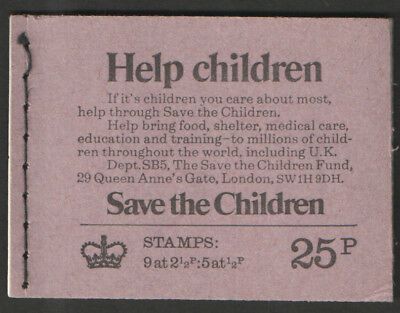 Help children
If it's children you care about most,
help through Save the Children.
Help bring food, shelter, medical care,
education and training–to millions of child-
ren throughout the world, including U.K.
Dept.SB5, The Save the Children Fund,
29 Queen Anne's Gate, London, SW1H 9DH.
Save the Children
STAMPS:
9 at 2½P:5 at ½P
25P